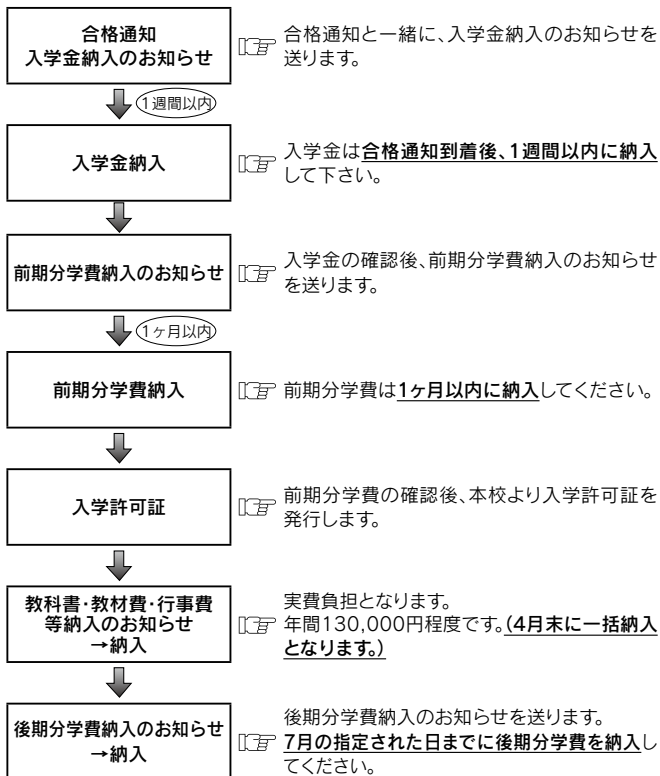 合格通知
入学金納入のお知らせ
合格通知と一緒に、入学金納入のお知らせを
送ります。
1週間以内
入学金納入
入学金は合格通知到着後、1週間以内に納入
して下さい。
前期分学費納入のお知らせ
入学金の確認後、前期分学費納入のお知らせ
を送ります。
1ヶ月以内
前期分学費納入
前期分学費は1ヶ月以内に納入してください。
入学許可証
前期分学費の確認後、本校より入学許可証を
発行します。
教科書・教材費・行事費
等納入のお知らせ
→納入
実費負担となります。
年間130,000円程度です。(4月末に一括納入
となります。)
後期分学費納入のお知らせ
→納入
後期分学費納入のお知らせを送ります。
7月の指定された日までに後期分学費を納入し
てください。